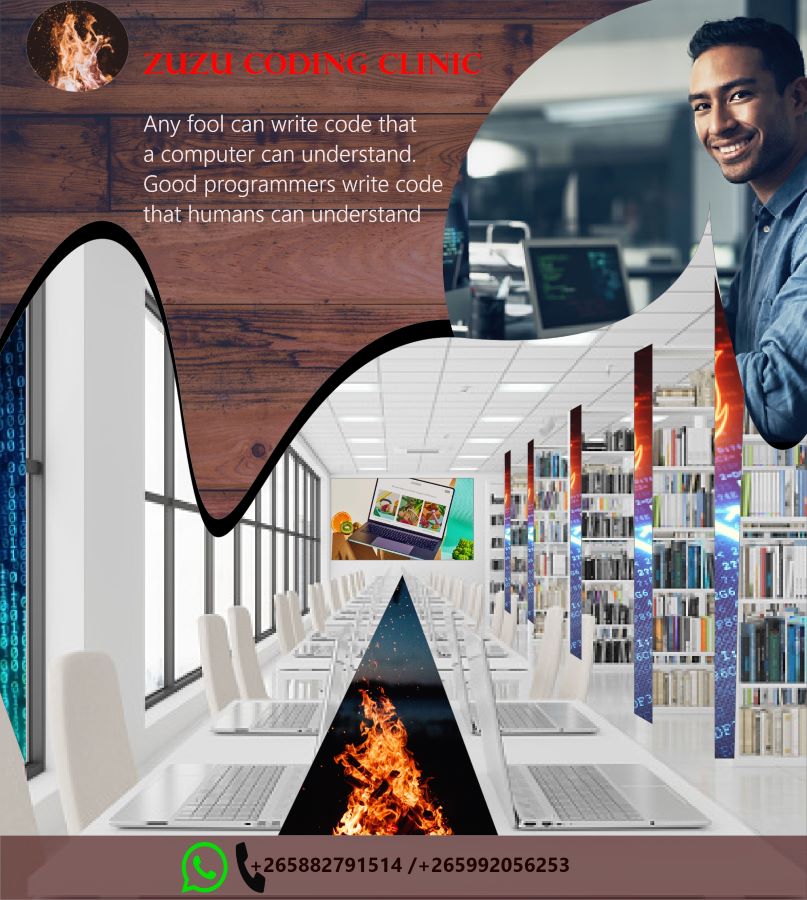 ZUZU CODING CLINIC
Any fool can write code that
a computer can understand.
Good programmers write code
that humans can understand
+265882791514 /+265992056253